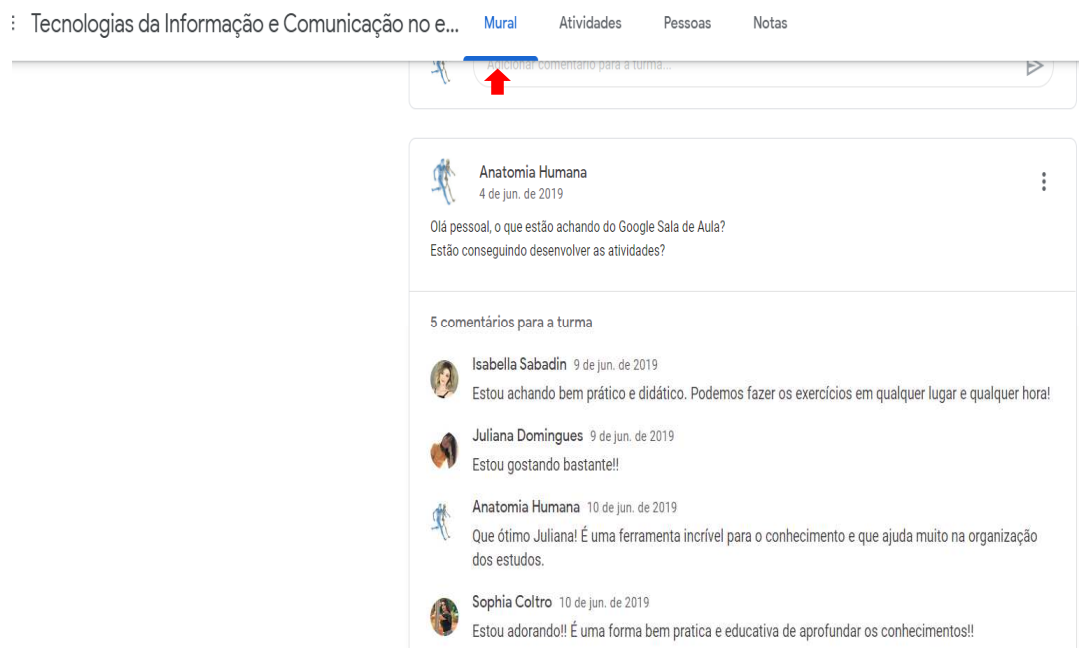 Tecnologias da Informação e Comunicação no e... Mural Atividades Pessoas Notas
Adicionar comentário para a turma...
Anatomia Humana
4 de jun. de 2019
Olá pessoal, o que estão achando do Google Sala de Aula?
Estão conseguindo desenvolver as atividades?
5 comentários para a turma
Isabella Sabadin 9 de jun. de 2019
Estou achando bem prático e didático. Podemos fazer os exercícios em qualquer lugar e qualquer hora!
Juliana Domingues 9 de jun. de 2019
Estou gostando bastante!!
Anatomia Humana 10 de jun. de 2019
Que ótimo Juliana! É uma ferramenta incrível para o conhecimento e que ajuda muito na organização
dos estudos.
Sophia Coltro 10 de jun. de 2019
Estou adorando!! É uma forma bem pratica e educativa de aprofundar os conhecimentos!!